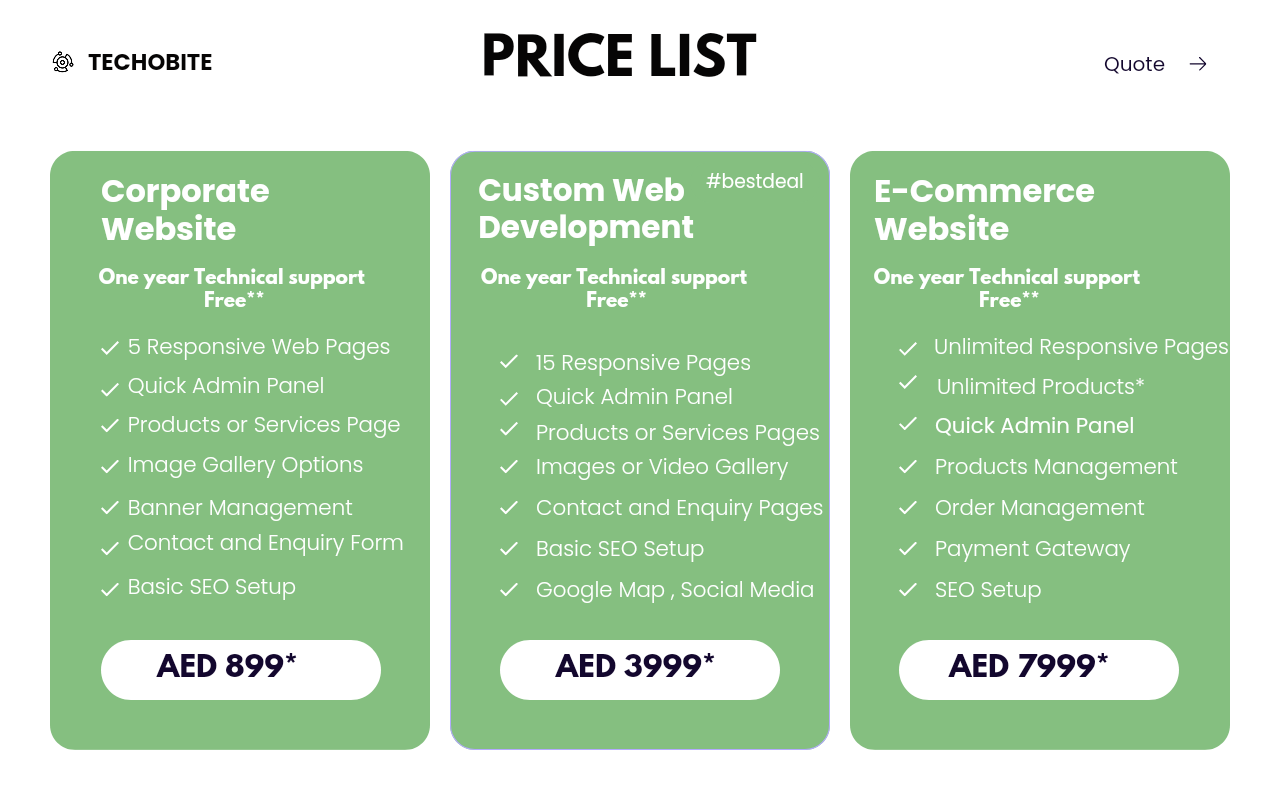 TECHOBITE
PRICE LIST
Quote
Corporate
Website
One year Technical support
Free**
5 Responsive Web Pages
Quick Admin Panel
Products or Services Page
Image Gallery Options
Banner Management
Contact and Enquiry Form
Basic SEO Setup
AED 899*
Custom Web
#bestdeal
Development
One year Technical support
Free**
15 Responsive Pages
Quick Admin Panel
Products or Services Pages
Images or Video Gallery
Contact and Enquiry Pages
Basic SEO Setup
Google Map , Social Media
AED 3999*
E-Commerce
Website
One year Technical support
Free**
Unlimited Responsive Pages
Unlimited Products*
Quick Admin Panel
Products Management
Order Management
Payment Gateway
SEO Setup
AED 7999*